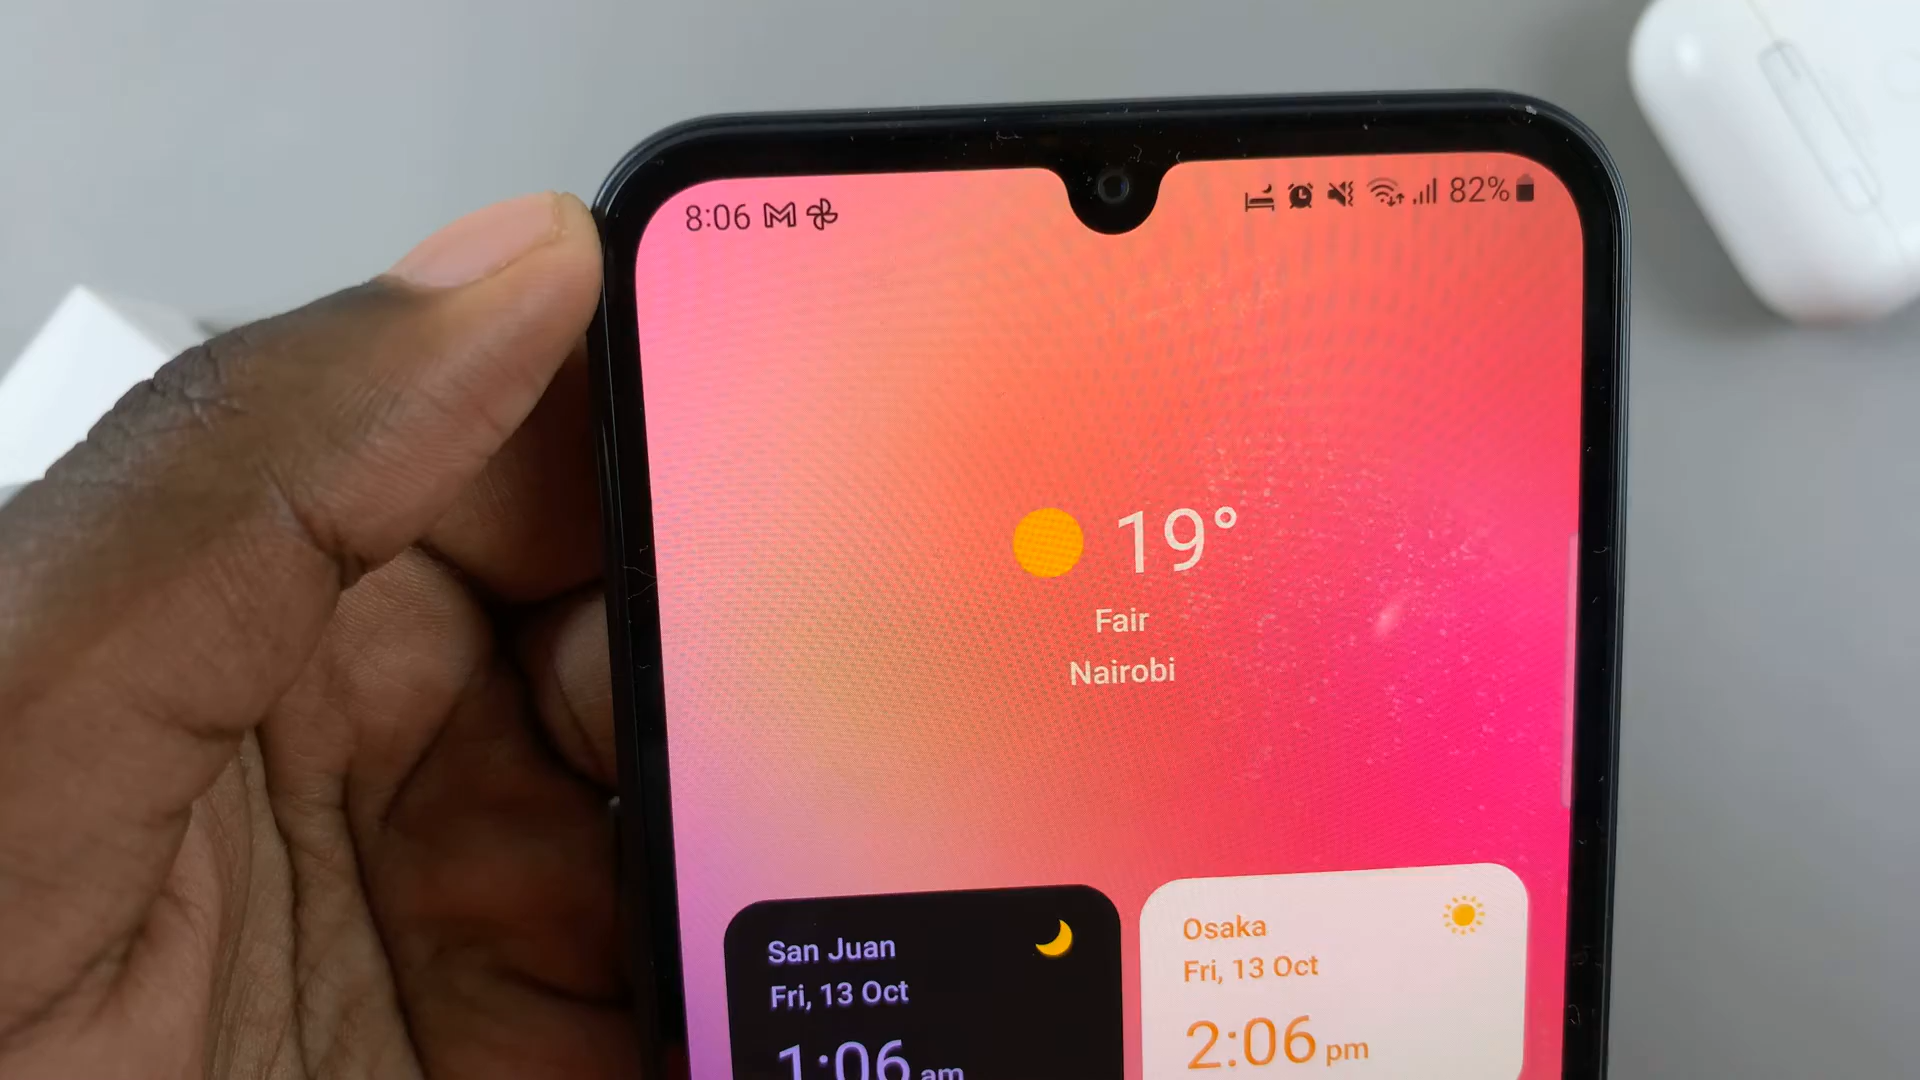 8:06
82%
19°
Fair
Nairobi
San Juan
Fri, 13 Oct
1:06 am
Osaka
Fri, 13 Oct
2:06 pm